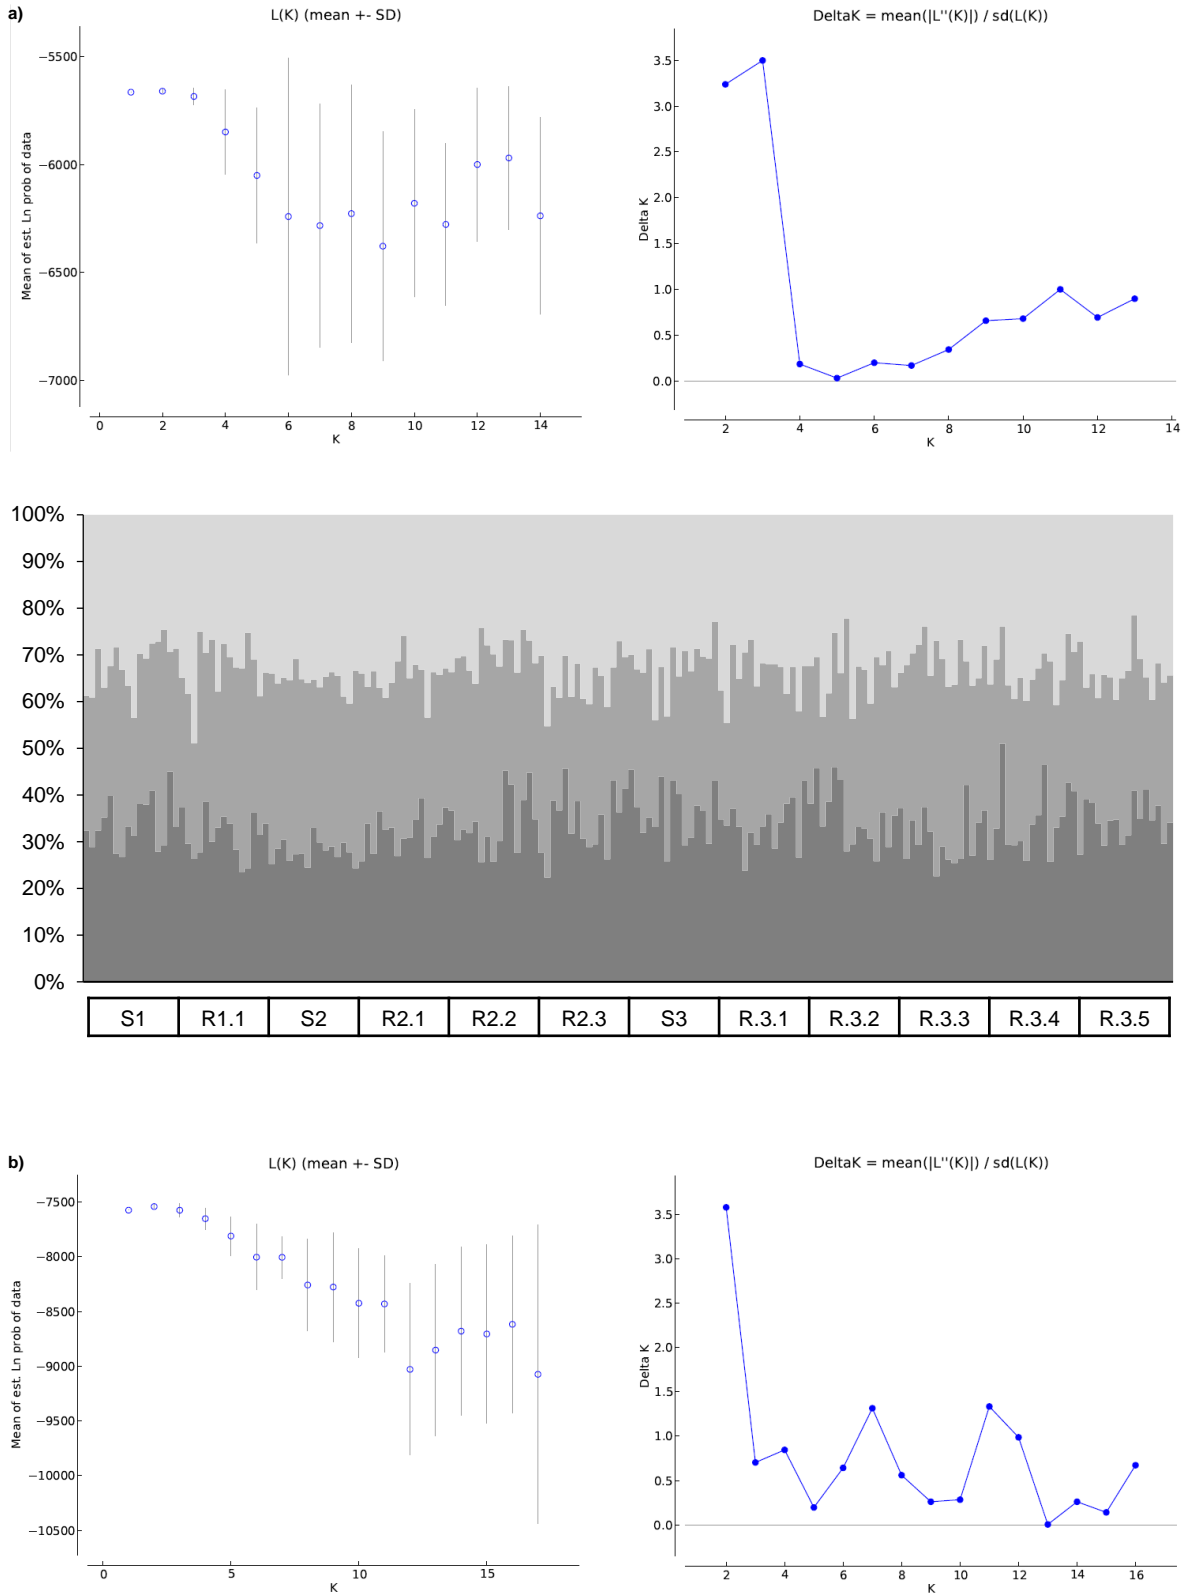 a)
L(K) (mean +- SD)
−5500
−6000
−6500
−7000
Mean of est. Ln prob of data
0 2 4 6 8 10 12 14
K
DeltaK = mean(|L''(K)|) / sd(L(K))
3.5
3.0
2.5
2.0
1.5
1.0
0.5
0.0
Delta K
2 4 6 8 10 12 14
K
100%
90%
80%
70%
60%
50%
40%
30%
20%
10%
0%
S1 R1.1 S2 R2.1 R2.2 R2.3 S3 R.3.1 R.3.2 R.3.3 R.3.4 R.3.5
b)
L(K) (mean +- SD)
−7500
−8000
−8500
−9000
−9500
−10000
−10500
Mean of est. Ln prob of data
0 5 10 15
K
DeltaK = mean(|L''(K)|) / sd(L(K))
3.5
3.0
2.5
2.0
1.5
1.0
0.5
0.0
Delta K
2 4 6 8 10 12 14 16
K